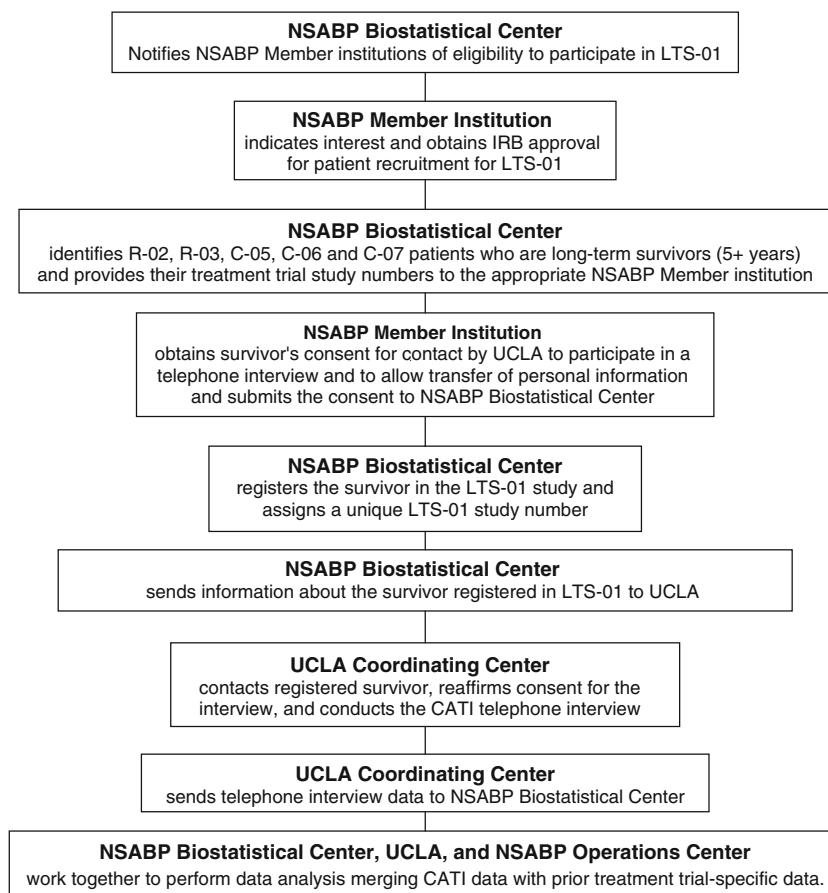 NSABP Biostatistical Center
Notifies NSABP Member institutions of eligibility to participate in LTS-01
NSABP Member Institution
indicates interest and obtains IRB approval
for patient recruitment for LTS-01
NSABP Biostatistical Center
identifies R-02, R-03, C-05, C-06 and C-07 patients who are long-term survivors (5+ years)
and provides their treatment trial study numbers to the appropriate NSABP Member institution
NSABP Member Institution
obtains survivor's consent for contact by UCLA to participate in a
telephone interview and to allow transfer of personal information
and submits the consent to NSABP Biostatistical Center
NSABP Biostatistical Center
registers the survivor in the LTS-01 study and
assigns a unique LTS-01 study number
NSABP Biostatistical Center
sends information about the survivor registered in LTS-01 to UCLA
UCLA Coordinating Center
contacts registered survivor, reaffirms consent for the
interview, and conducts the CATI telephone interview
UCLA Coordinating Center
sends telephone interview data to NSABP Biostatistical Center
NSABP Biostatistical Center, UCLA, and NSABP Operations Center
work together to perform data analysis merging CATI data with prior treatment trial-specific data.